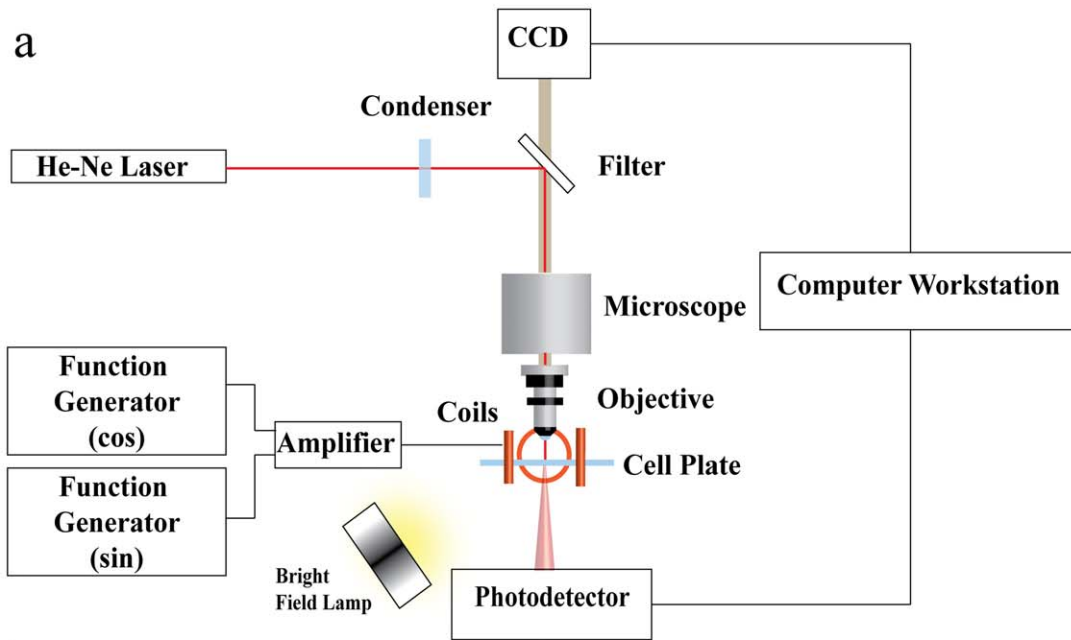 a
CCD
Condenser
He-Ne Laser
Filter
Computer Workstation
Microscope
Function
Generator
(cos)
Objective
Coils
Amplifier
Cell Plate
Function
Generator
(sin)
Bright
Field Lamp
Photodetector